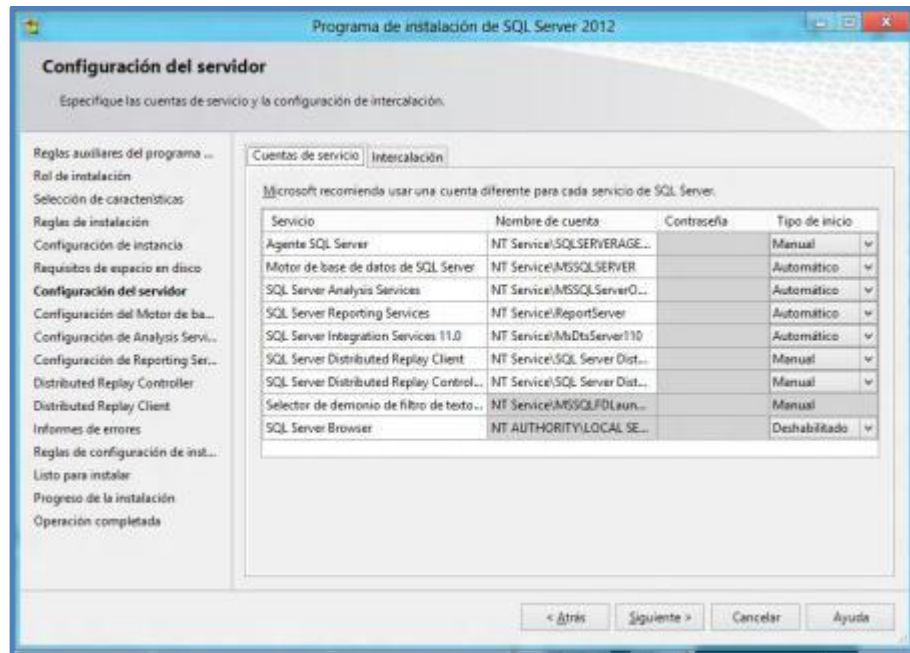 Programa de instalación de SQL Server 2012
Configuración del servidor
Especifique las cuentas de servicio y la configuración de intercalación.
Reglas auxiliares del programa ...
Rol de instalación
Selección de características
Reglas de instalación
Configuración de instancia
Requisitos de espacio en disco
Configuración del servidor
Configuración del Motor de ba...
Configuración de Analysis Servi...
Configuración de Reporting Ser...
Distributed Replay Controller
Distributed Replay Client
Informes de errores
Reglas de configuración de inst...
Listo para instalar
Progreso de la instalación
Operación completada
Cuentas de servicio Intercalación
Microsoft recomienda usar una cuenta diferente para cada servicio de SQL Server.
Servicio Nombre de cuenta Contraseña Tipo de inicio
Agente SQL Server NT Service\SQLSERVERAGE... Manual
Motor de base de datos de SQL Server NT Service\MSSQLSERVER Automático
SQL Server Analysis Services NT Service\MSSQLServerO... Automático
SQL Server Reporting Services NT Service\ReportServer Automático
SQL Server Integration Services 11.0 NT Service\MsDtsServer110 Automático
SQL Server Distributed Replay Client NT Service\SQL Server Dist... Manual
SQL Server Distributed Replay Control... NT Service\SQL Server Dist... Manual
Selector de demonio de filtro de texto... NT Service\MSSQLFDLaun... Manual
SQL Server Browser NT AUTHORITY\LOCAL SE... Deshabilitado
< Atrás Siguiente > Cancelar Ayuda